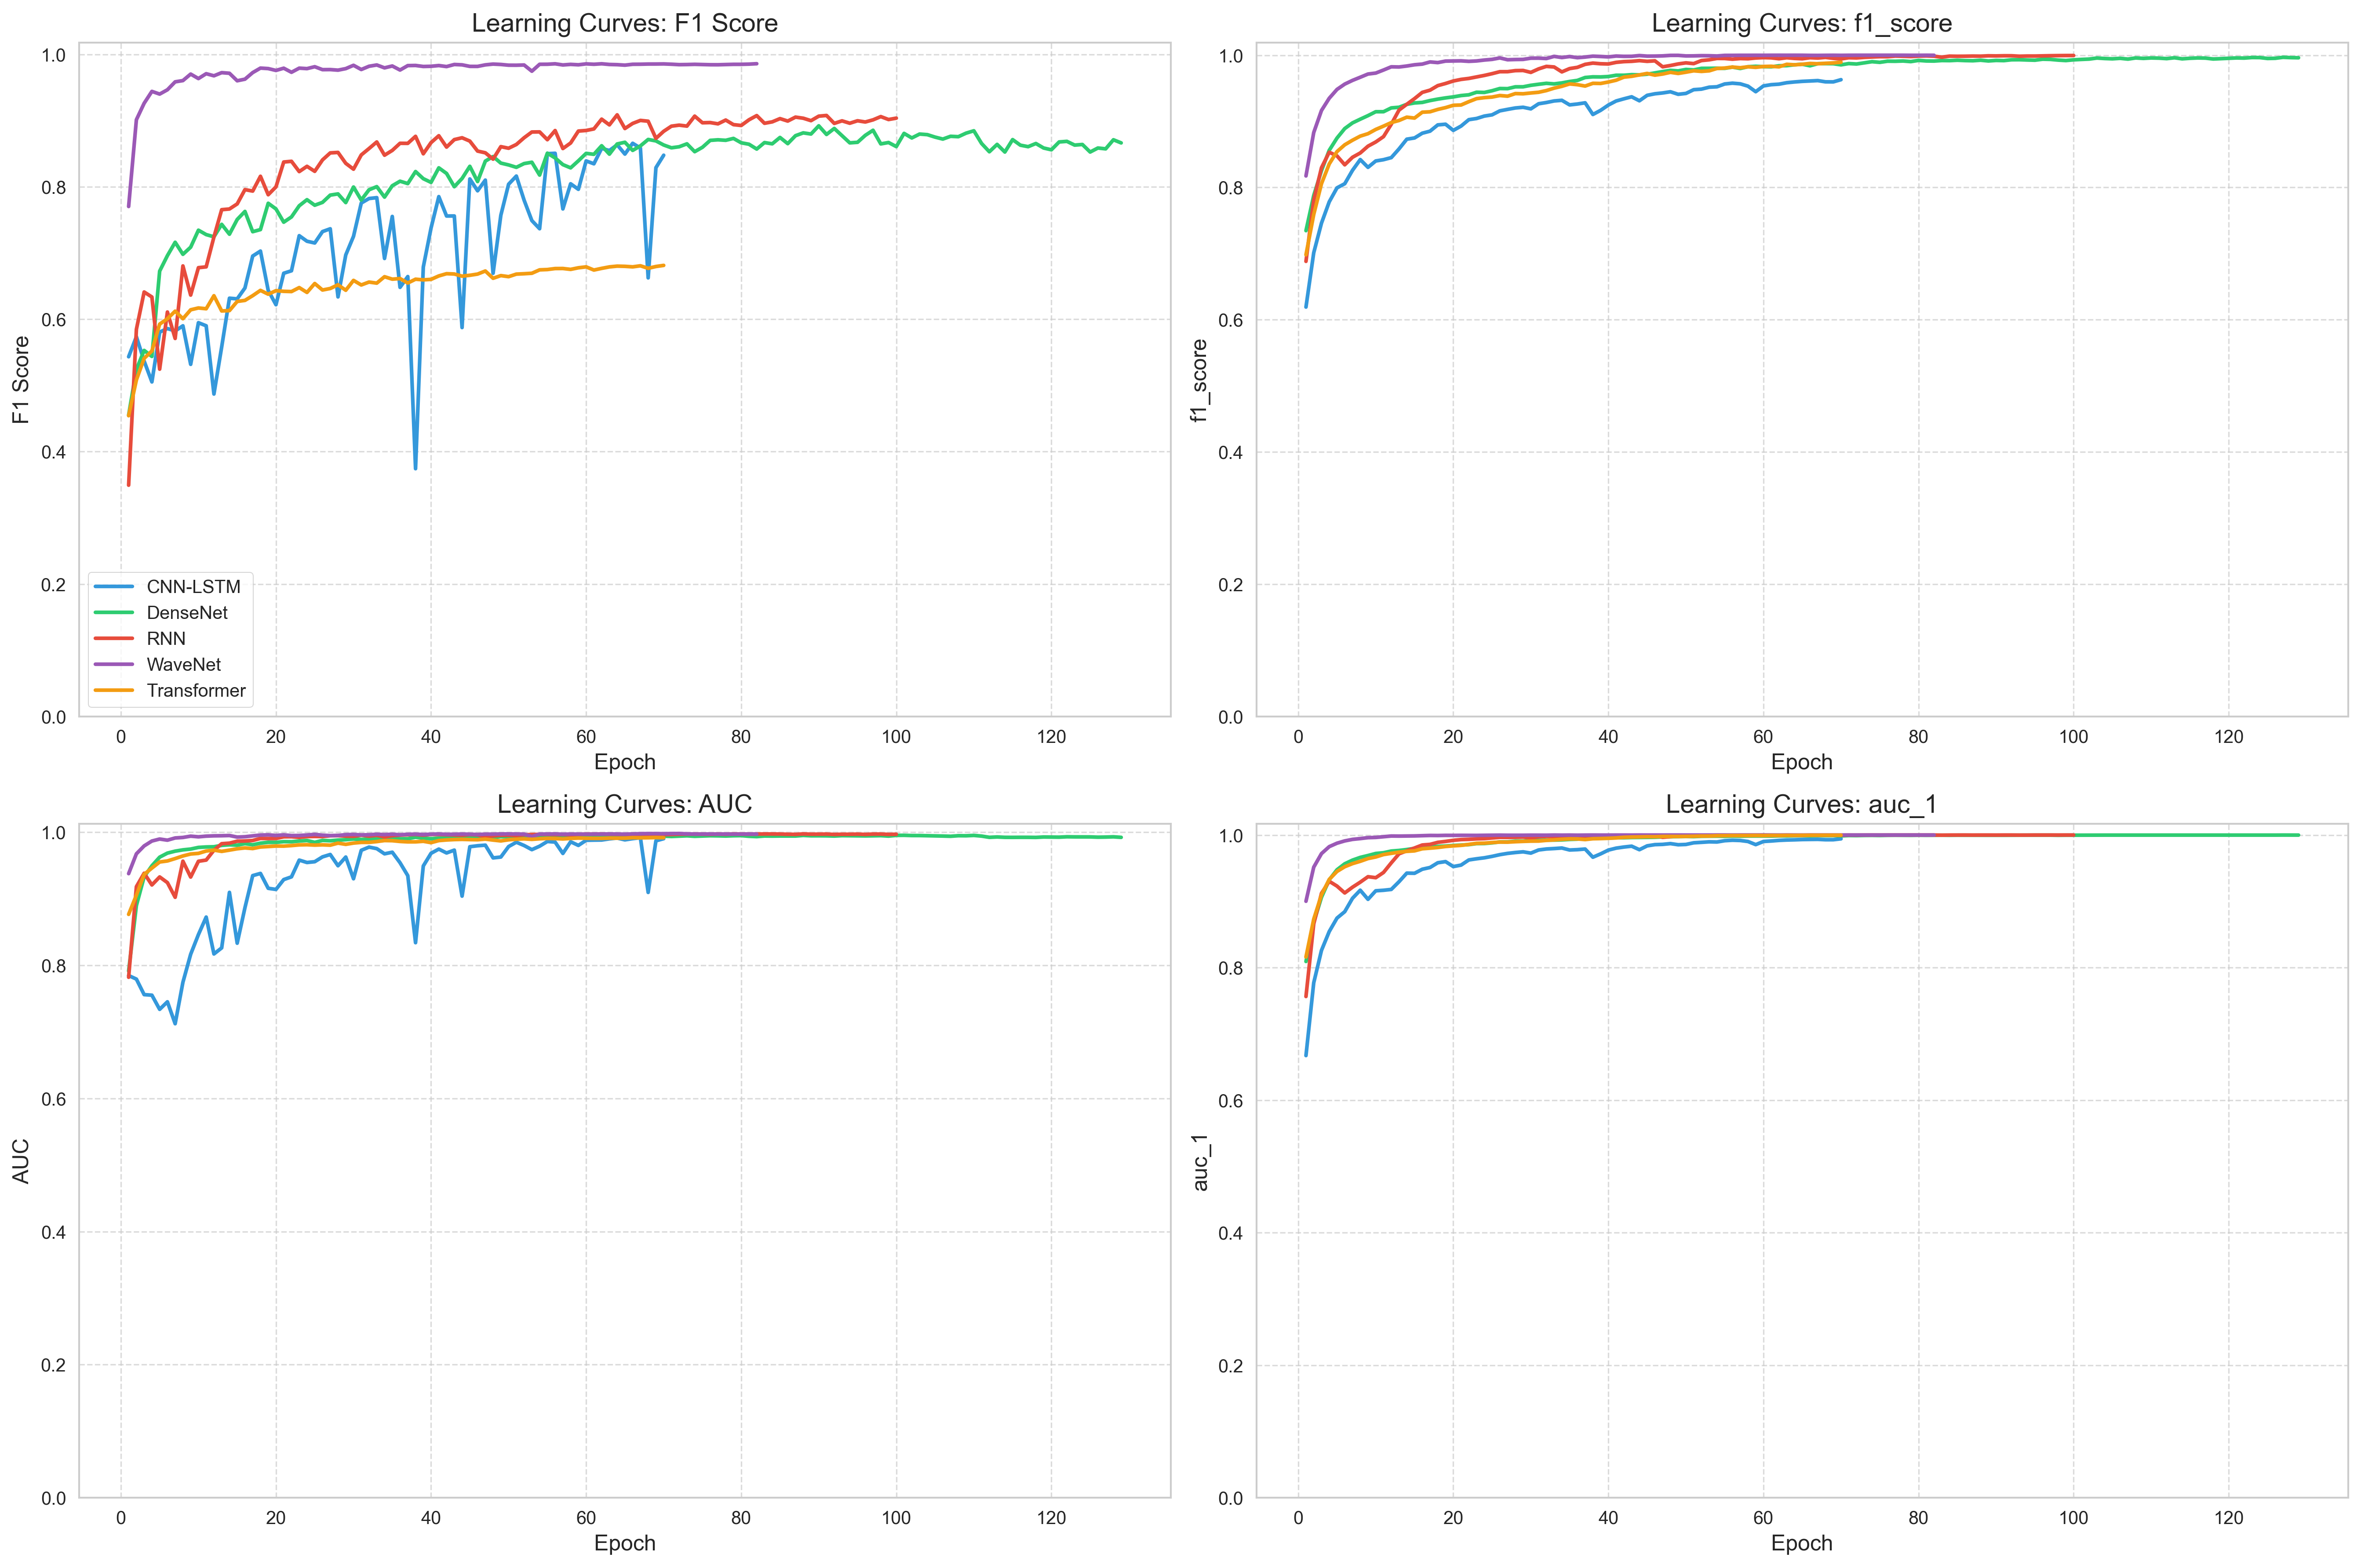 Learning Curves: F1 Score
1.0
0.8
0.6
0.4
0.2
0.0
F1 Score
CNN-LSTM
DenseNet
RNN
WaveNet
Transformer
0 20 40 60 80 100 120
Epoch
Learning Curves: f1_score
1.0
0.8
0.6
0.4
0.2
0.0
f1_score
0 20 40 60 80 100 120
Epoch
Learning Curves: AUC
1.0
0.8
0.6
0.4
0.2
0.0
AUC
0 20 40 60 80 100 120
Epoch
Learning Curves: auc_1
1.0
0.8
0.6
0.4
0.2
0.0
auc_1
0 20 40 60 80 100 120
Epoch